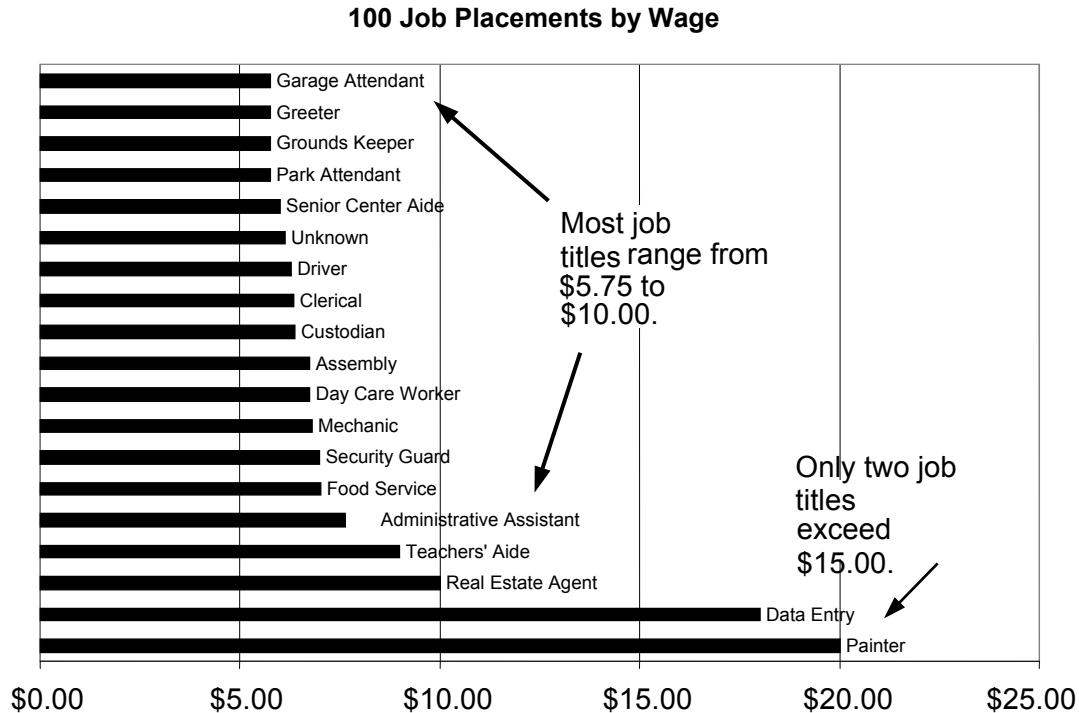 100 Job Placements by Wage
Garage Attendant
Greeter
Grounds Keeper
Park Attendant
Senior Center Aide
Unknown
Driver
Clerical
Custodian
Assembly
Day Care Worker
Mechanic
Security Guard
Food Service
Administrative Assistant
Teachers' Aide
Real Estate Agent
Data Entry
Painter
Most job
titles range from
$5.75 to
$10.00.
Only two job
titles
exceed
$15.00.
$0.00 $5.00 $10.00 $15.00 $20.00 $25.00